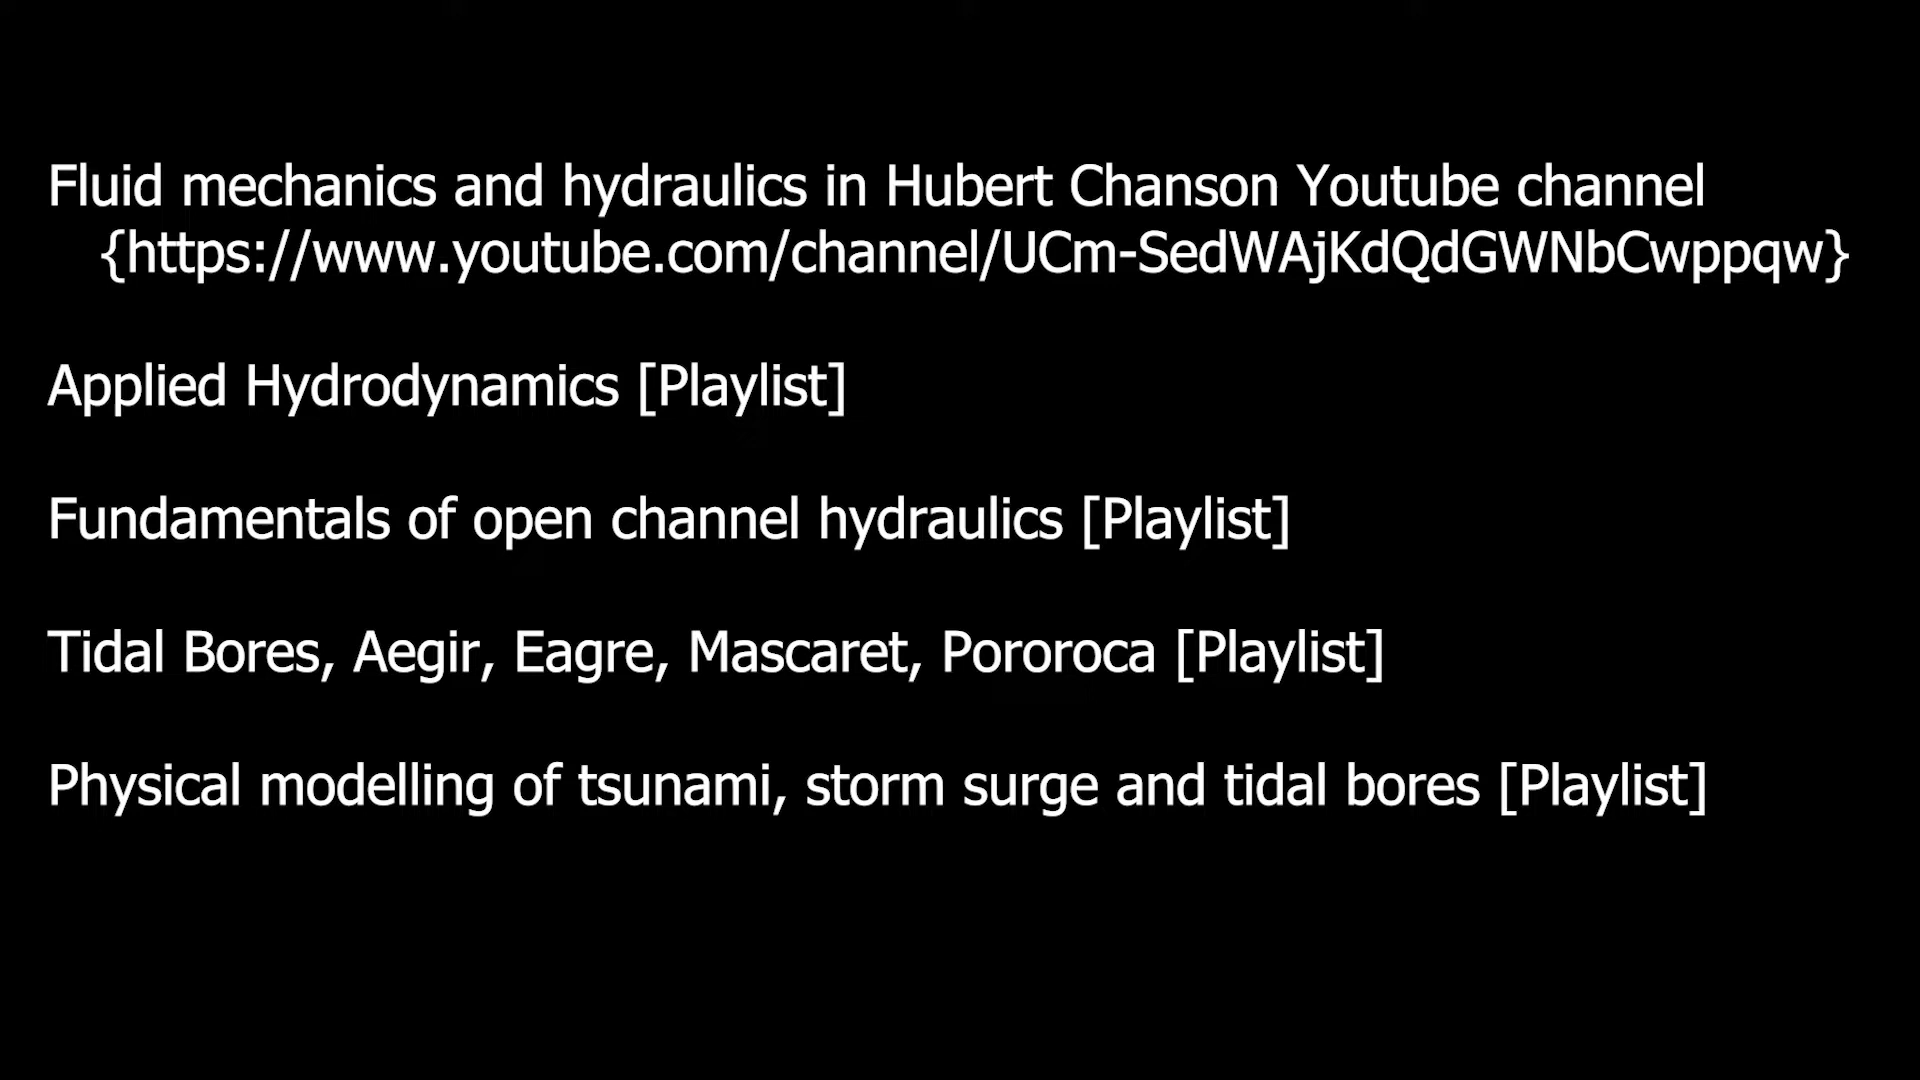 Fluid mechanics and hydraulics in Hubert Chanson Youtube channel
{https://www.youtube.com/channel/UCm-SedWAjKdQdGWNbCwppqw}
Applied Hydrodynamics [Playlist]
Fundamentals of open channel hydraulics [Playlist]
Tidal Bores, Aegir, Eagre, Mascaret, Pororoca [Playlist]
Physical modelling of tsunami, storm surge and tidal bores [Playlist]